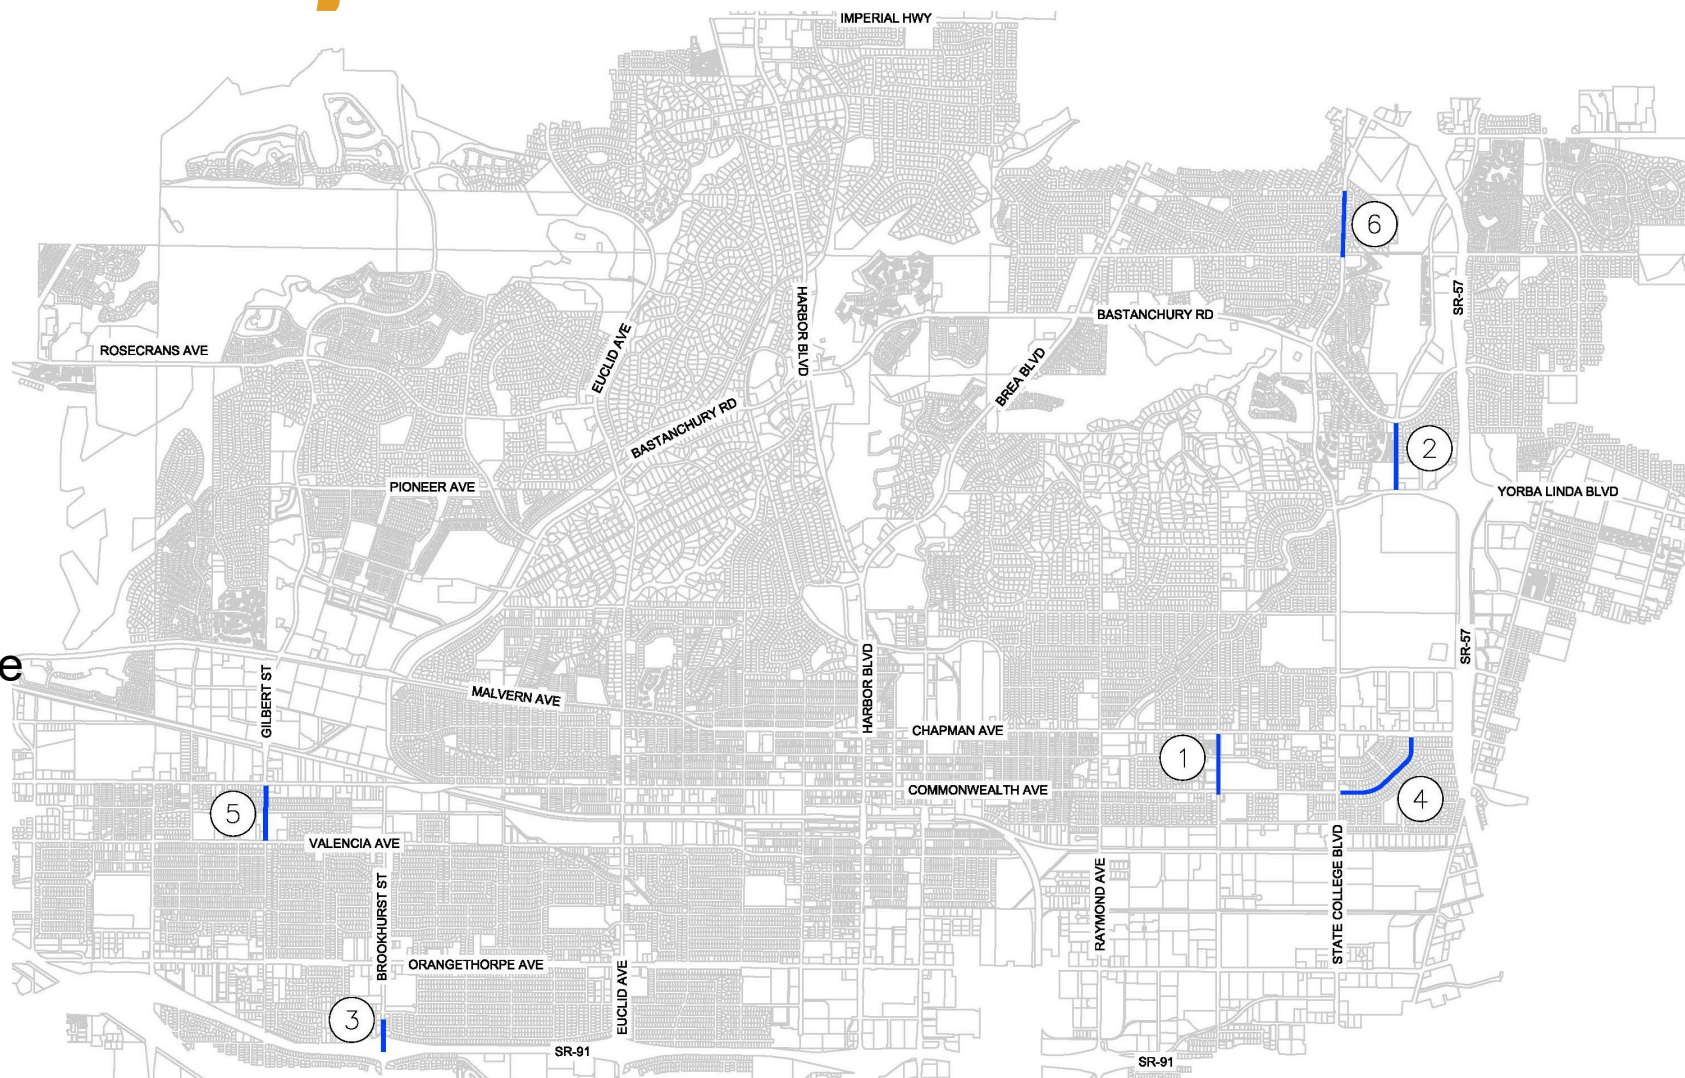 IMPERIAL HWY
6
SR-57
HARBOR BLVD
BASTANCHURY RD
ROSECRANS AVE
EUCLID AVE
BREA BLVD
BASTANCHURY RD
2
PIONEER AVE
YORBA LINDA BLVD
e
SR-57
GILBERT ST
MALVERN AVE
HARBOR BLVD
CHAPMAN AVE
1
COMMONWEALTH AVE
4
5
VALENCIA AVE
STATE COLLEGE BLVD
RAYMOND AVE
BROOKHURST ST
ORANGETHORPE AVE
EUCLID AVE
3
SR-91
SR-91